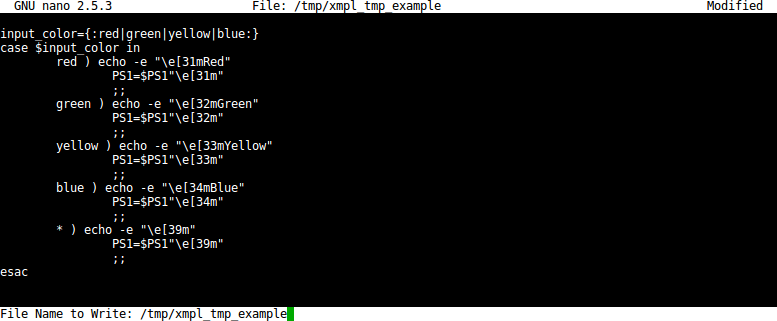 GNU nano 2.5.3 File: /tmp/xmpl_tmp_example Modified
input_color={:red|green|yellow|blue:}
case $input_color in
red ) echo -e "\e[31mRed"
PS1=$PS1"\e[31m"
;;
green ) echo -e "\e[32mGreen"
PS1=$PS1"\e[32m"
;;
yellow ) echo -e "\e[33mYellow"
PS1=$PS1"\e[33m"
;;
blue ) echo -e "\e[34mBlue"
PS1=$PS1"\e[34m"
;;
* ) echo -e "\e[39m"
PS1=$PS1"\e[39m"
;;
esac
File Name to Write: /tmp/xmpl_tmp_example